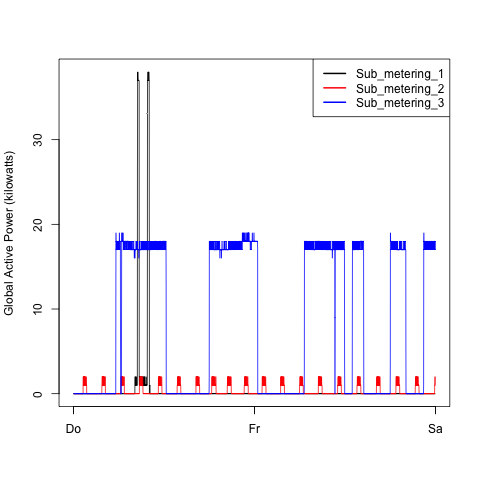 Sub_metering_1
Sub_metering_2
Sub_metering_3
Global Active Power (kilowatts)
30
20
10
0
Do Fr Sa